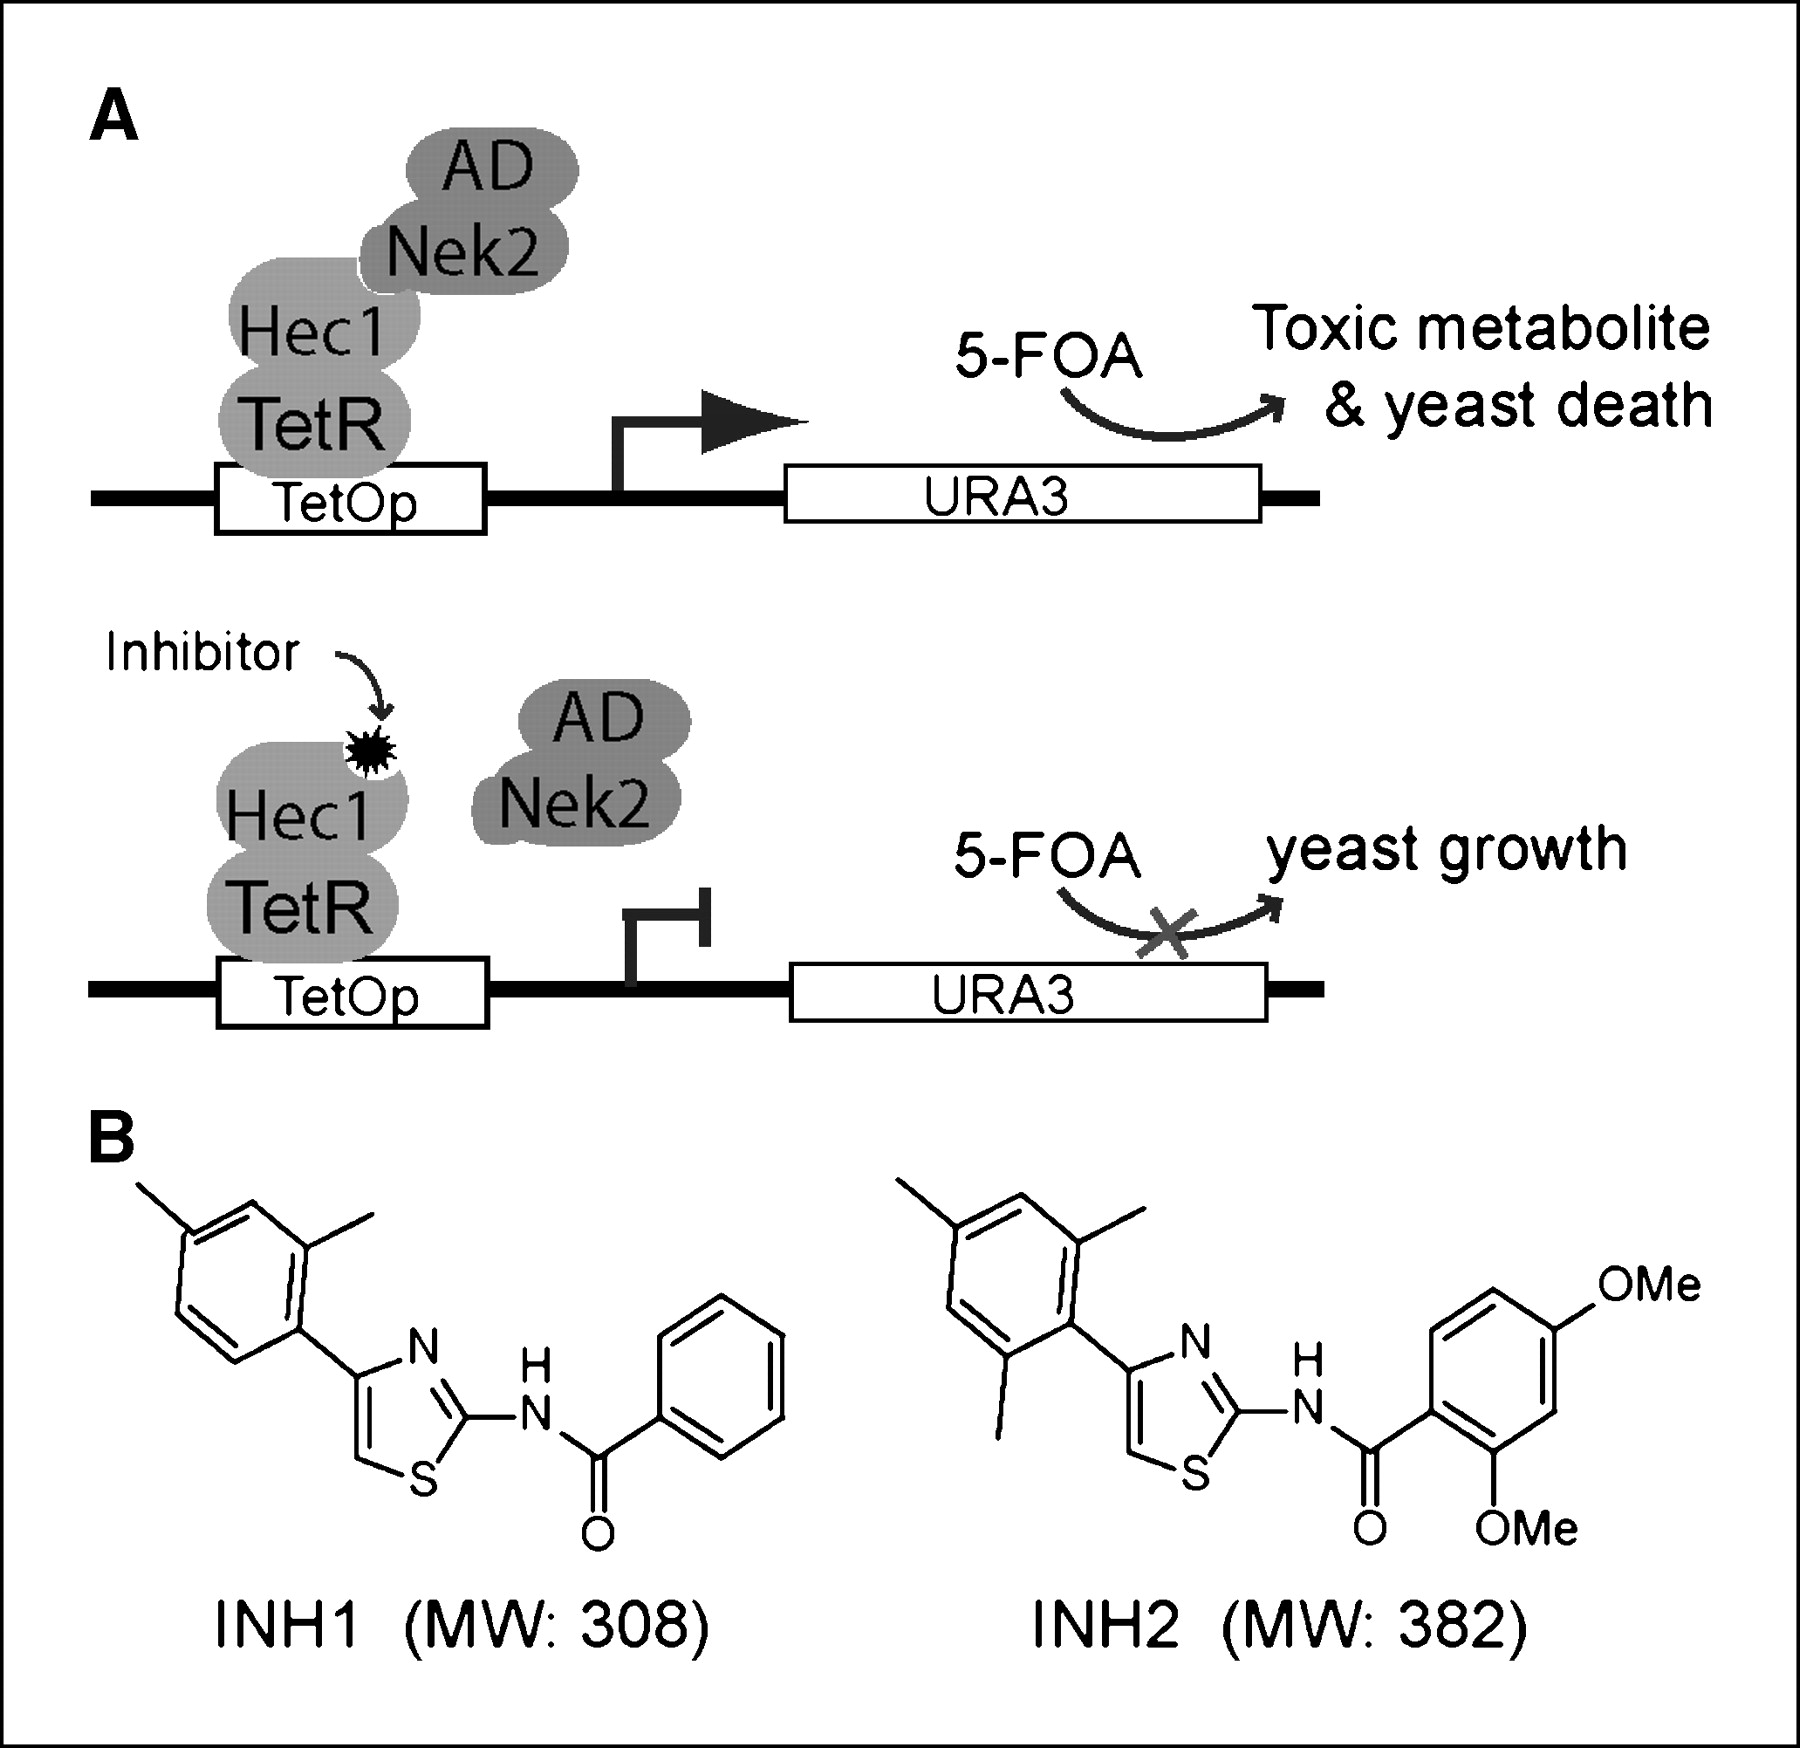 A
AD
Nek2
Hec1
TetR
TetOp
5-FOA
Toxic metabolite
& yeast death
URA3
Inhibitor
AD
Nek2
Hec1
TetR
TetOp
5-FOA
yeast growth
URA3
B
N
H
N
S
O
INH1 (MW: 308)
N
H
N
S
O
OMe
OMe
INH2 (MW: 382)